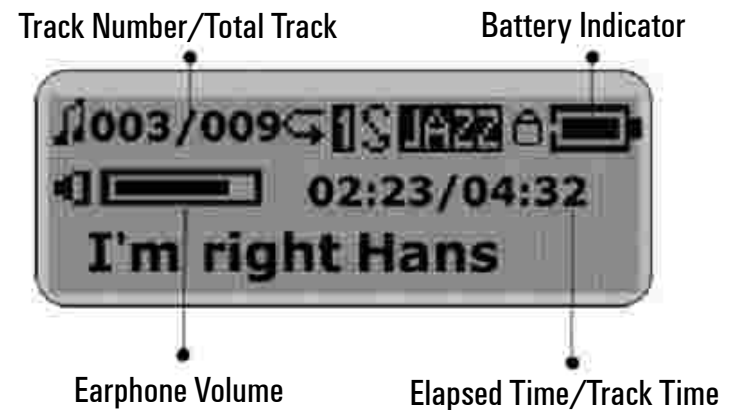 Track Number/Total Track
Battery Indicator
003/009 1 S JAZZ
02:23/04:32
I'm right Hans
Earphone Volume
Elapsed Time/Track Time